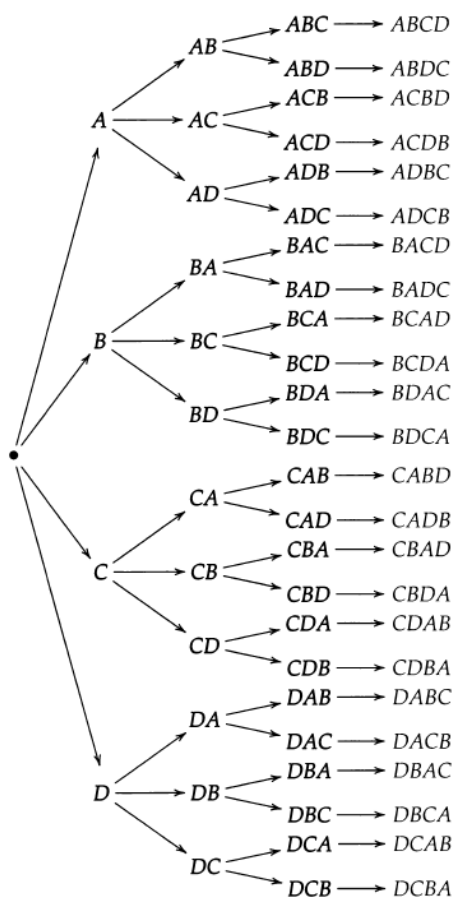 ABC ABCD
AB
ABD ABDC
ACB ACBD
A AC
ACD ACDB
ADB ADBC
AD
ADC ADCB
BAC BACD
BA
BAD BADC
BCA BCAD
B BC
BCD BCDA
BDA BDAC
BD
BDC BDCA
CAB CABD
CA
CAD CADB
CBA CBAD
C CB
CBD CBDA
CDA CDAB
CD
CDB CDBA
DAB DABC
DA
DAC DACB
DBA DBAC
D DB
DBC DBCA
DCA DCAB
DC
DCB DCBA